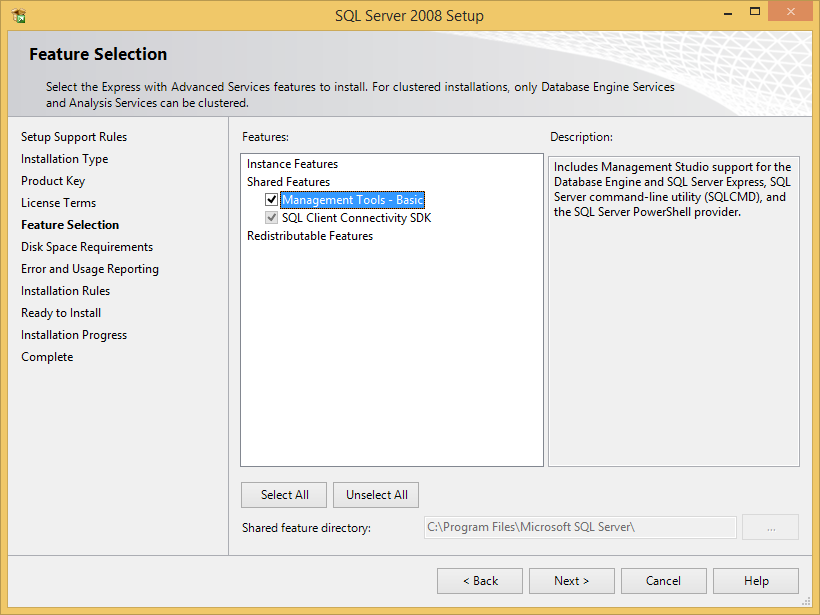 SQL Server 2008 Setup
Feature Selection
Select the Express with Advanced Services features to install. For clustered installations, only Database Engine Services
and Analysis Services can be clustered.
Setup Support Rules
Installation Type
Product Key
License Terms
Feature Selection
Disk Space Requirements
Error and Usage Reporting
Installation Rules
Ready to Install
Installation Progress
Complete
Features:
Instance Features
Shared Features
Management Tools - Basic
SQL Client Connectivity SDK
Redistributable Features
Description:
Includes Management Studio support for the
Database Engine and SQL Server Express, SQL
Server command-line utility (SQLCMD), and
the SQL Server PowerShell provider.
Select All
Unselect All
Shared feature directory:
C:\Program Files\Microsoft SQL Server\
...
< Back
Next >
Cancel
Help